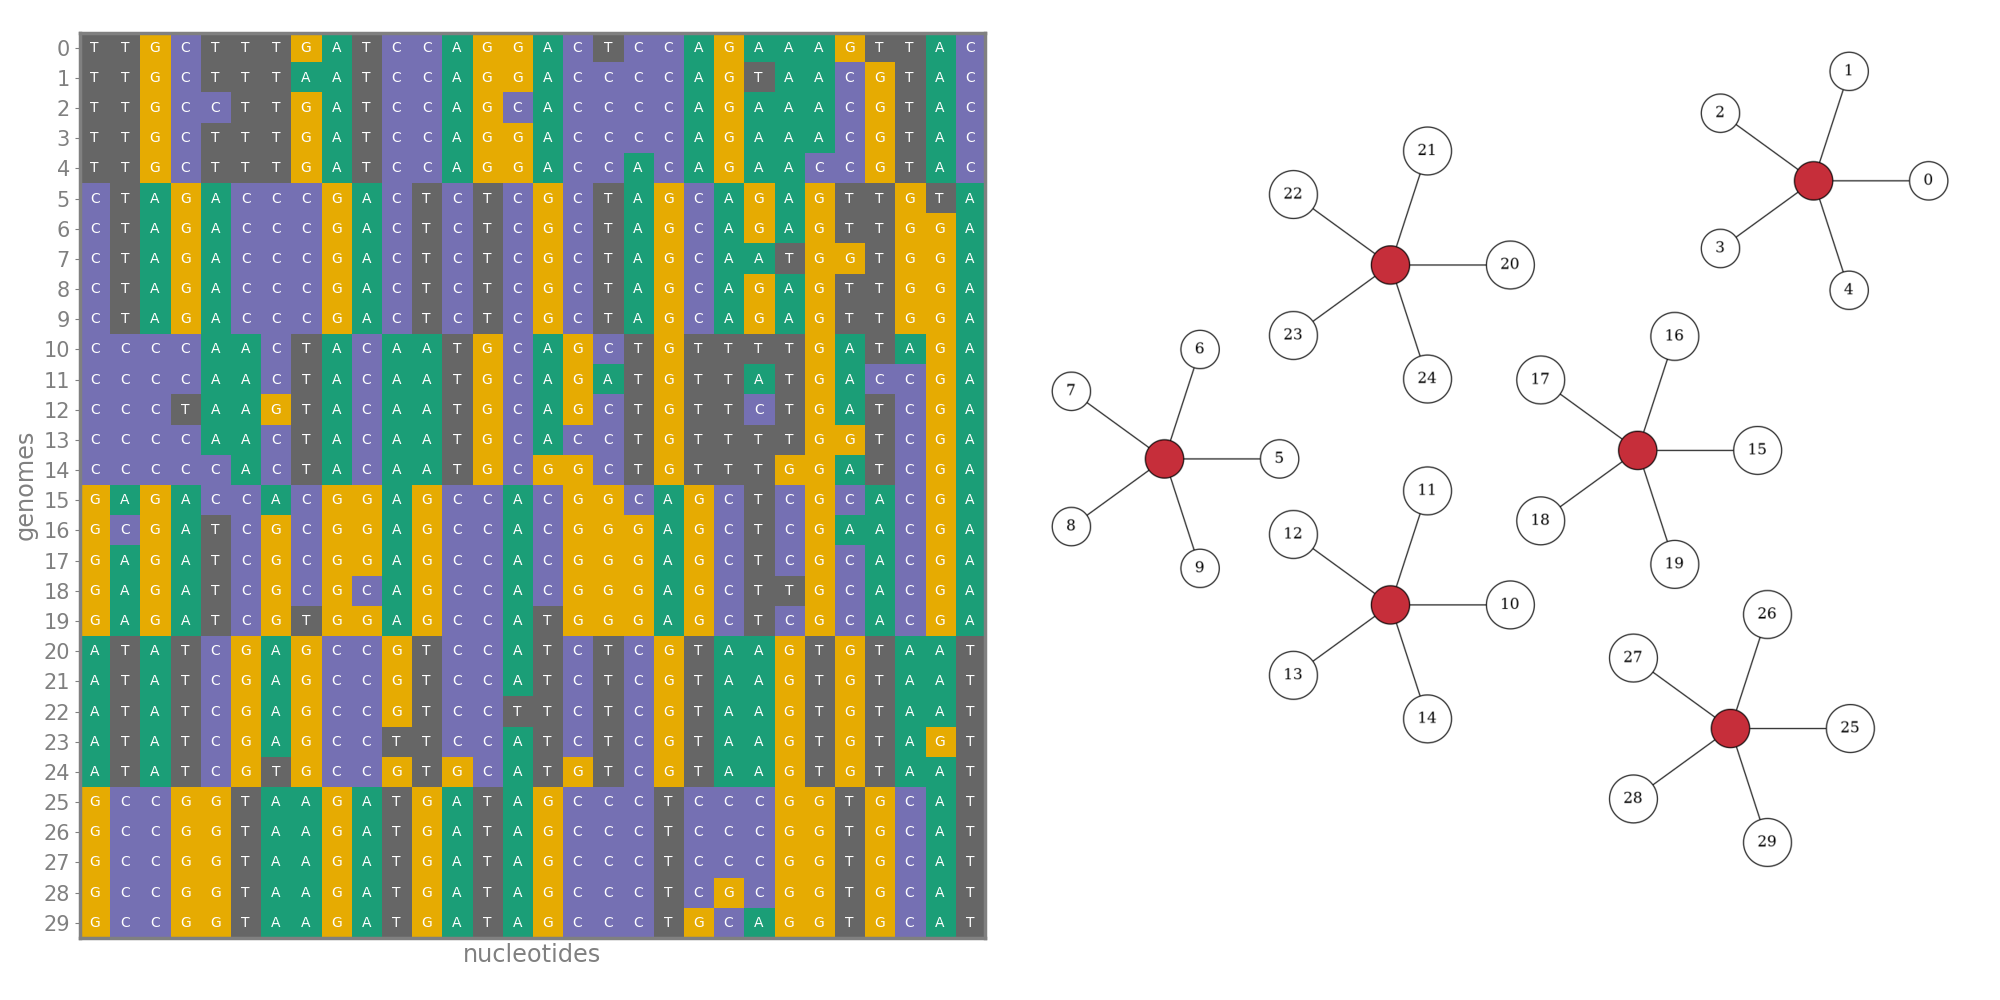 0 T T G C T T T G A T C C A G G A C T C C A G A A A G T T A C
1 T T G C T T T A A T C C A G G A C C C C A G T A A C G T A C
2 T T G C C T T G A T C C A G C A C C C C A G A A A C G T A C
3 T T G C T T T G A T C C A G G A C C C C A G A A A C G T A C
4 T T G C T T T G A T C C A G G A C C A C A G A A C C G T A C
5 C T A G A C C C G A C T C T C G C T A G C A G A G T T G T A
6 C T A G A C C C G A C T C T C G C T A G C A G A G T T G G A
7 C T A G A C C C G A C T C T C G C T A G C A A T G G T G G A
8 C T A G A C C C G A C T C T C G C T A G C A G A G T T G G A
9 C T A G A C C C G A C T C T C G C T A G C A G A G T T G G A
10 C C C C A A C T A C A A T G C A G C T G T T T T G A T A G A
11 C C C C A A C T A C A A T G C A G A T G T T A T G A C C G A
12 C C C T A A G T A C A A T G C A G C T G T T C T G A T C G A
13 C C C C A A C T A C A A T G C A C C T G T T T T G G T C G A
14 C C C C C A C T A C A A T G C G G C T G T T T G G A T C G A
15 G A G A C C A C G G A G C C A C G G C A G C T C G C A C G A
16 G C G A T C G C G G A G C C A C G G G A G C T C G A A C G A
17 G A G A T C G C G G A G C C A C G G G A G C T C G C A C G A
18 G A G A T C G C G C A G C C A C G G G A G C T T G C A C G A
19 G A G A T C G T G G A G C C A T G G G A G C T C G C A C G A
20 A T A T C G A G C C G T C C A T C T C G T A A G T G T A A T
21 A T A T C G A G C C G T C C A T C T C G T A A G T G T A A T
22 A T A T C G A G C C G T C C T T C T C G T A A G T G T A A T
23 A T A T C G A G C C T T C C A T C T C G T A A G T G T A G T
24 A T A T C G T G C C G T G C A T G T C G T A A G T G T A A T
25 G C C G G T A A G A T G A T A G C C C T C C C G G T G C A T
26 G C C G G T A A G A T G A T A G C C C T C C C G G T G C A T
27 G C C G G T A A G A T G A T A G C C C T C C C G G T G C A T
28 G C C G G T A A G A T G A T A G C C C T C G C G G T G C A T
29 G C C G G T A A G A T G A T A G C C C T G C A G G T G C A T
genomes
nucleotides
1
2
0
3
4
21
22
20
23
24
6
7
5
8
9
16
17
15
18
19
11
12
10
13
14
26
27
25
28
29